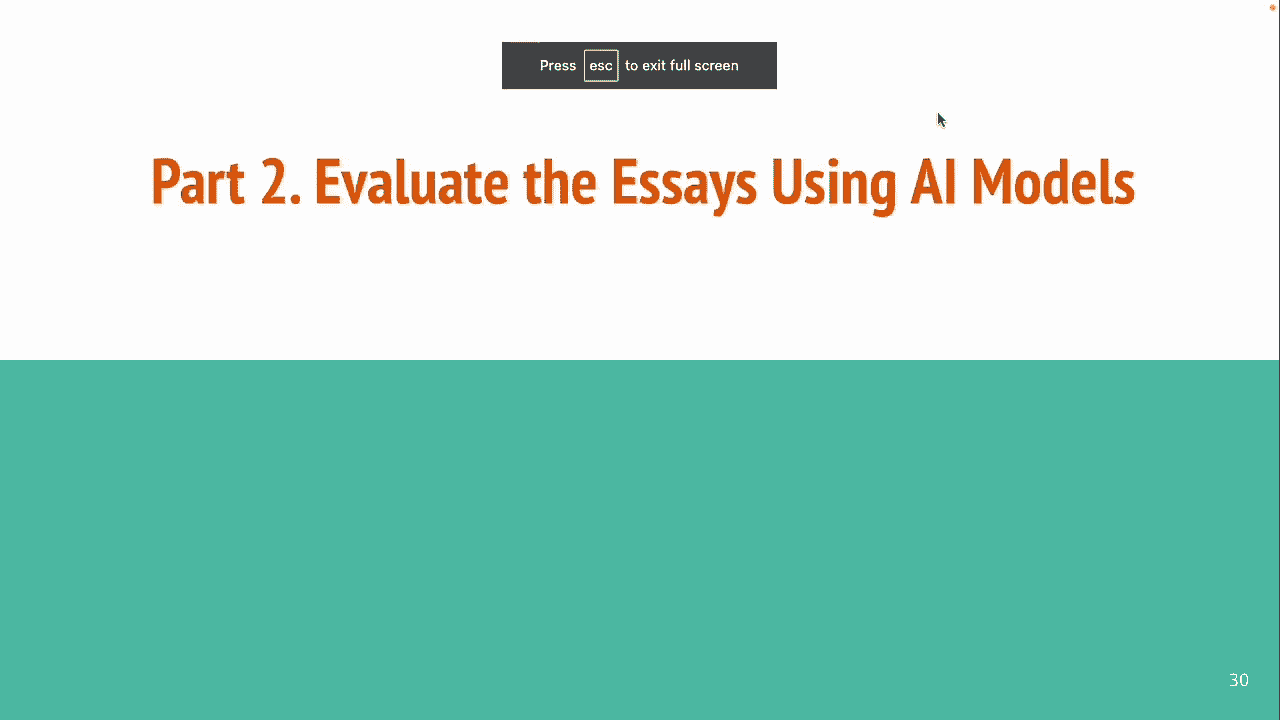 Press esc to exit full screen
Part 2. Evaluate the Essays Using AI Models
30